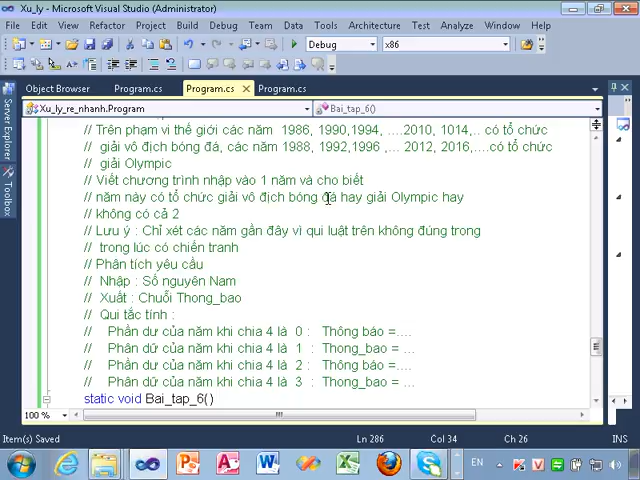 Xu_ly - Microsoft Visual Studio (Administrator)
File Edit View Refactor Project Build Debug Team Data Tools Architecture Test Analyze Window Help
Debug x86
Object Browser Program.cs Program.cs Program.cs
Xu_ly_re_nhanh.Program Bai_tap_6()
Server Explorer
Toolbox
// Trên phạm vi thế giới các năm 1986, 1990,1994, ....2010, 1014,.. có tổ chức
// giải vô địch bóng đá, các năm 1988, 1992,1996 ,... 2012, 2016,....có tổ chức
// giải Olympic
// Viết chương trình nhập vào 1 năm và cho biết
// năm này có tổ chức giải vô địch bóng đá hay giải Olympic hay
// không có cả 2
// Lưu ý : Chỉ xét các năm gần đây vì qui luật trên không đúng trong
// trong lúc có chiến tranh
// Phân tích yêu cầu
// Nhập : Số nguyên Nam
// Xuất : Chuỗi Thong_bao
// Qui tắc tính :
// Phần dư của năm khi chia 4 là 0 : Thông báo =....
// Phần dữ của năm khi chia 4 là 1 : Thong_bao = ...
// Phần dư của năm khi chia 4 là 2 : Thông báo =....
// Phần dư của năm khi chia 4 là 3 : Thong_bao = ...
static void Bai_tap_6()
100 %
Item(s) Saved Ln 286 Col 34 Ch 26 INS
EN